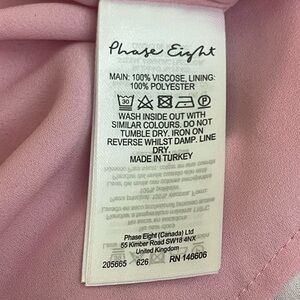 Phase Eight
MAIN: 100% VISCOSE, LINING:
100% POLYESTER
30 P
WASH INSIDE OUT WITH
SIMILAR COLOURS. DO NOT
TUMBLE DRY. IRON ON
REVERSE WHILST DAMP. LINE
DRY.
MADE IN TURKEY
Phase Eight (Canada) Ltd
55 Kimber Road SW18 4NX
United Kingdom
205665 626 RN 146606